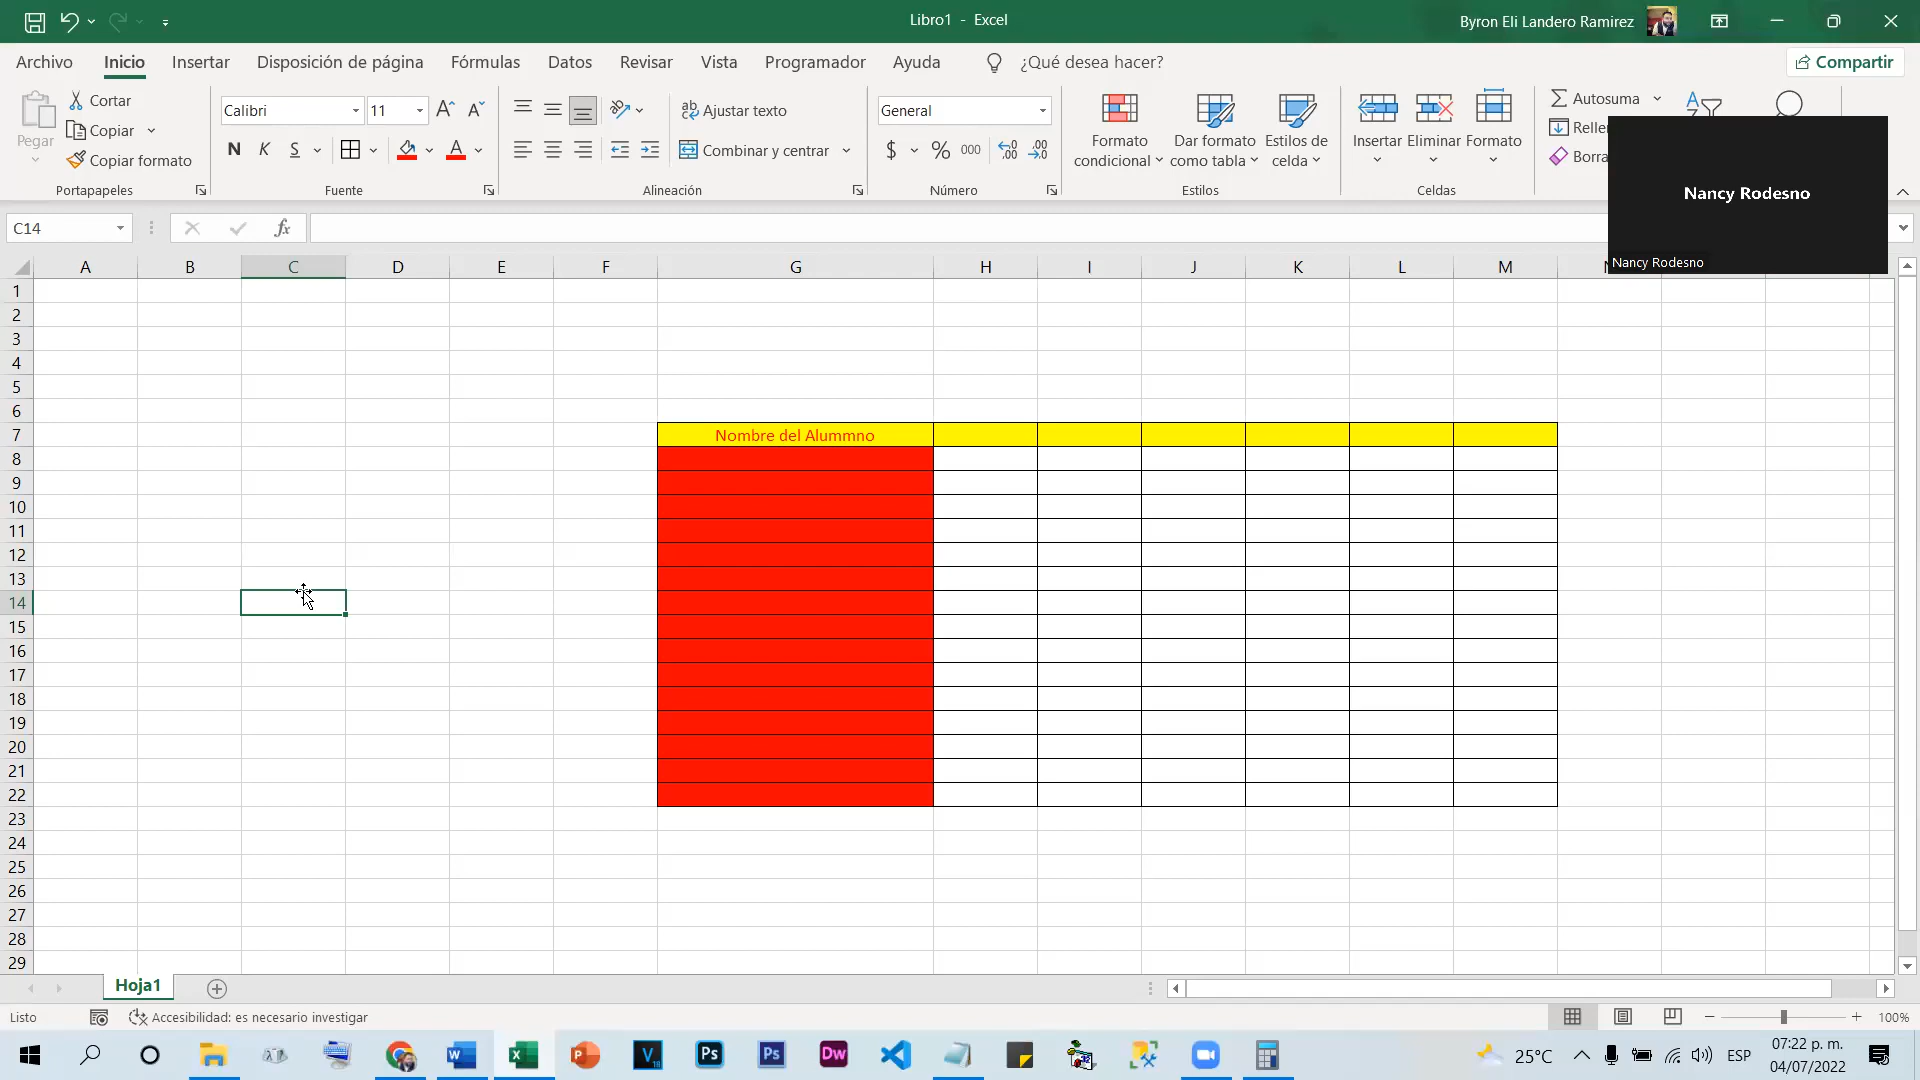 Libro1 - Excel
Byron Eli Landero Ramirez
Archivo Inicio Insertar Disposición de página Fórmulas Datos Revisar Vista Programador Ayuda ¿Qué desea hacer? Compartir
Pegar
Cortar
Copiar
Copiar formato
Portapapeles
Calibri 11
N K S
Fuente
Ajustar texto
Combinar y centrar
Alineación
General
$ % 000
Número
Formato condicional
Dar formato como tabla
Estilos de celda
Estilos
Insertar Eliminar Formato
Celdas
Autosuma
Relle
Borra
Nancy Rodesno
Nancy Rodesno
C14
fx
A B C D E F G H I J K L M
1
2
3
4
5
6
7 Nombre del Alummno
8
9
10
11
12
13
14
15
16
17
18
19
20
21
22
23
24
25
26
27
28
29
Hoja1
Listo
Accesibilidad: es necesario investigar
100%
25°C
ESP
07:22 p. m.
04/07/2022